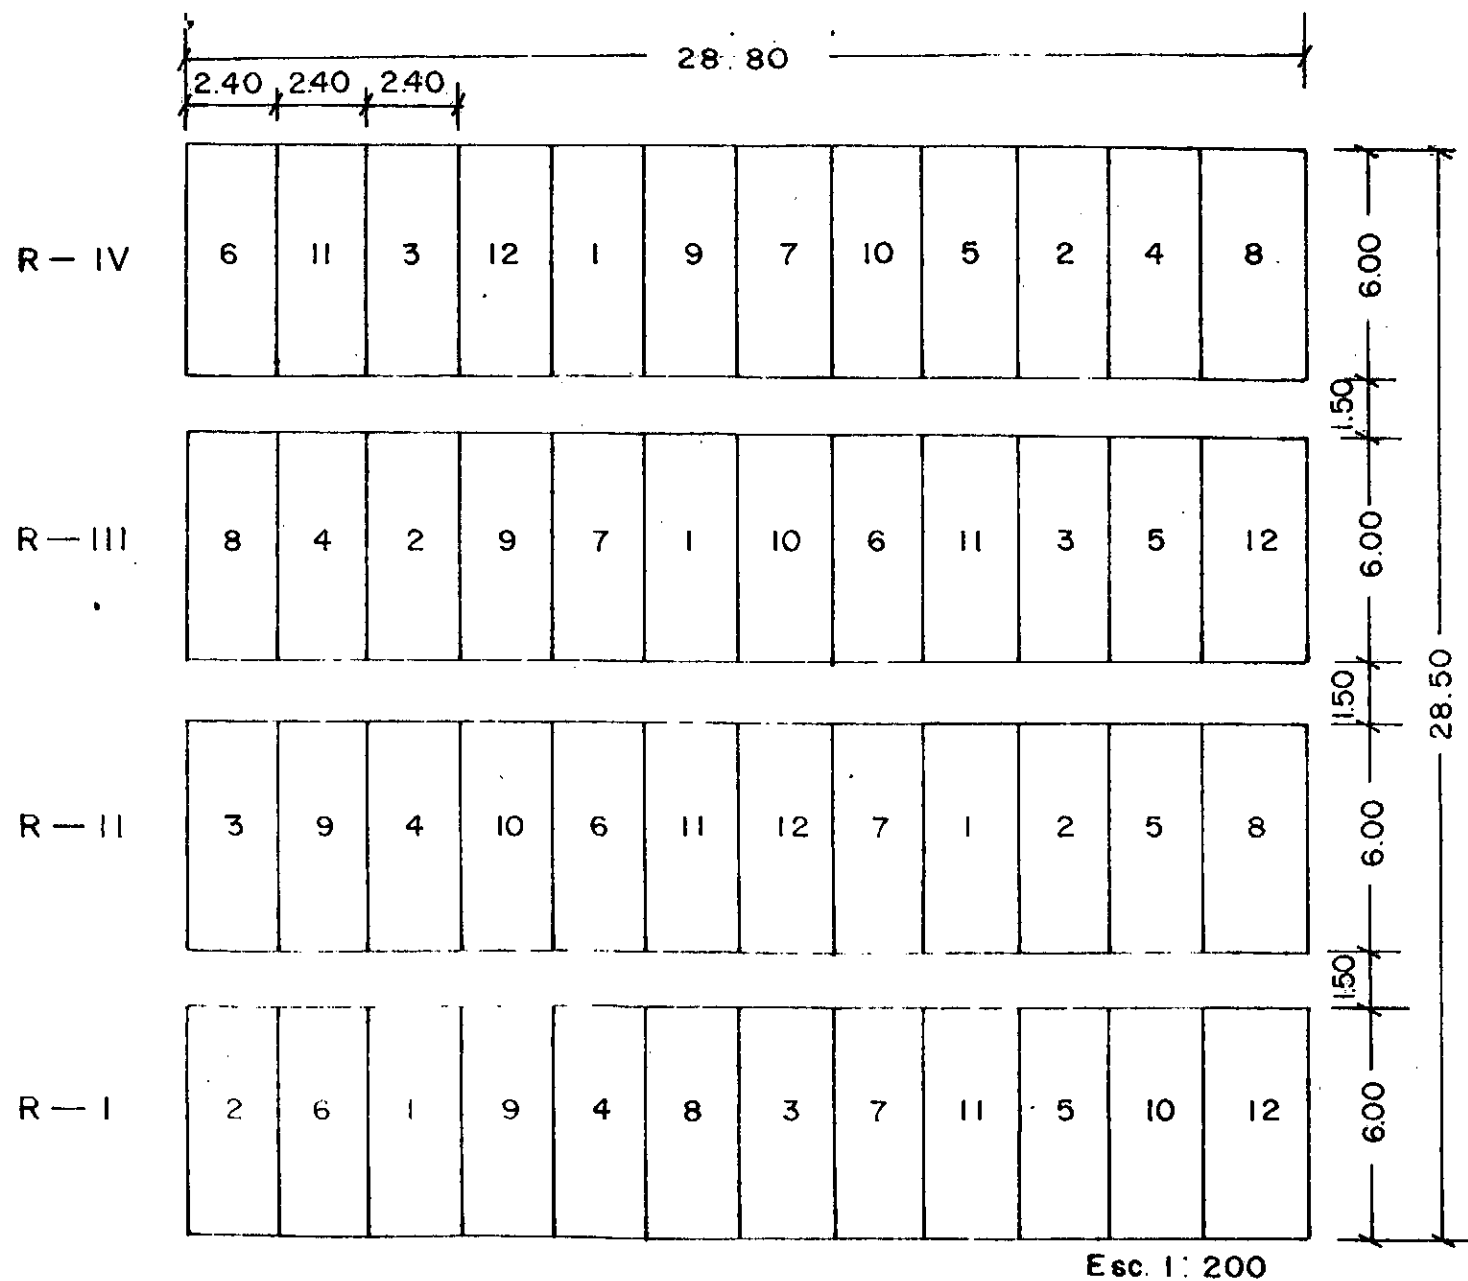 28.80
2.40 2.40 2.40
R - IV 6 11 3 12 1 9 7 10 5 2 4 8 6.00
1.50
R - III 8 4 2 9 7 1 10 6 11 3 5 12 6.00
1.50
28.50
R - II 3 9 4 10 6 11 12 7 1 2 5 8 6.00
1.50
R - I 2 6 1 9 4 8 3 7 11 5 10 12 6.00
Esc. 1:200